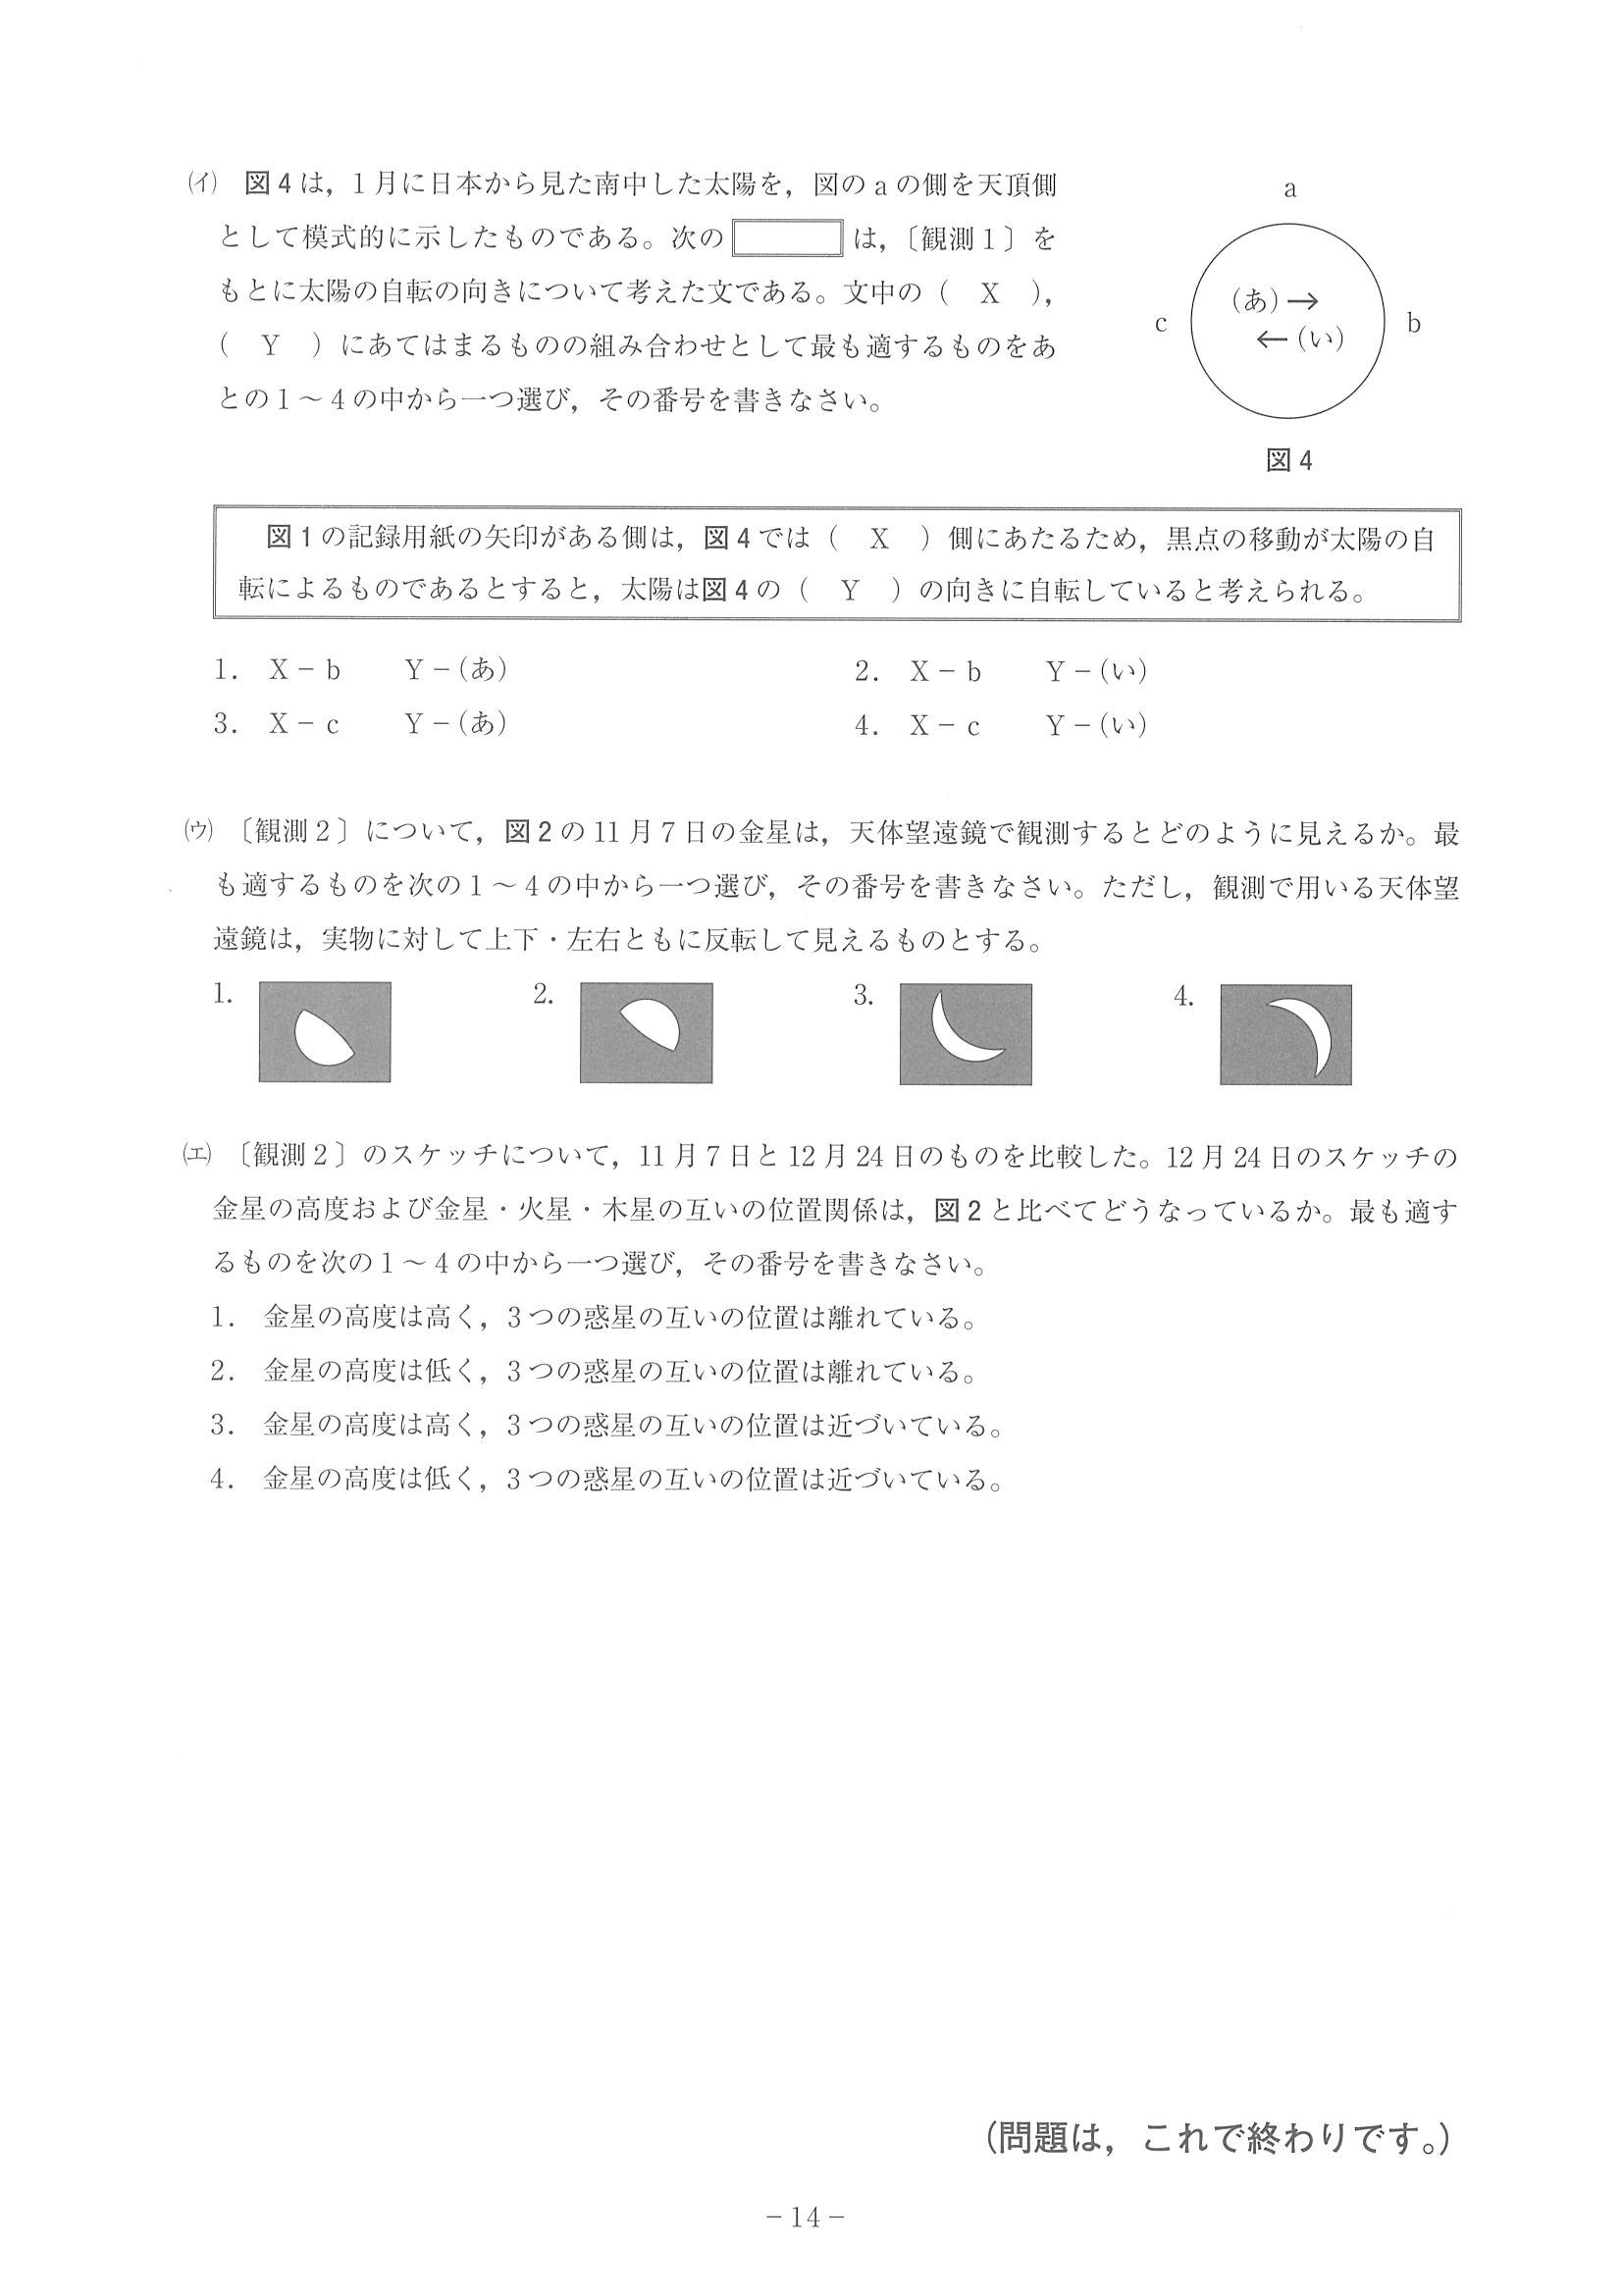 (イ) 図4は，1月に日本から見た南中した太陽を，図のaの側を天頂側
として模式的に示したものである。次の　　　は，〔観測1〕を
もとに太陽の自転の向きについて考えた文である。文中の（　X　），
（　Y　）にあてはまるものの組み合わせとして最も適するものをあ
との1～4の中から一つ選び，その番号を書きなさい。
a
(あ)→
c
b
←(い)
図4
図1の記録用紙の矢印がある側は，図4では（　X　）側にあたるため，黒点の移動が太陽の自
転によるものであるとすると，太陽は図4の（　Y　）の向きに自転していると考えられる。
1. X－b　Y－(あ)
2. X－b　Y－(い)
3. X－c　Y－(あ)
4. X－c　Y－(い)
(ウ) 〔観測2〕について，図2の11月7日の金星は，天体望遠鏡で観測するとどのように見えるか。最
も適するものを次の1～4の中から一つ選び，その番号を書きなさい。ただし，観測で用いる天体望
遠鏡は，実物に対して上下・左右ともに反転して見えるものとする。
1.
2.
3.
4.
(エ) 〔観測2〕のスケッチについて，11月7日と12月24日のものを比較した。12月24日のスケッチの
金星の高度および金星・火星・木星の互いの位置関係は，図2と比べてどうなっているか。最も適す
るものを次の1～4の中から一つ選び，その番号を書きなさい。
1. 金星の高度は高く，3つの惑星の互いの位置は離れている。
2. 金星の高度は低く，3つの惑星の互いの位置は離れている。
3. 金星の高度は高く，3つの惑星の互いの位置は近づいている。
4. 金星の高度は低く，3つの惑星の互いの位置は近づいている。
(問題は，これで終わりです。)
－14－